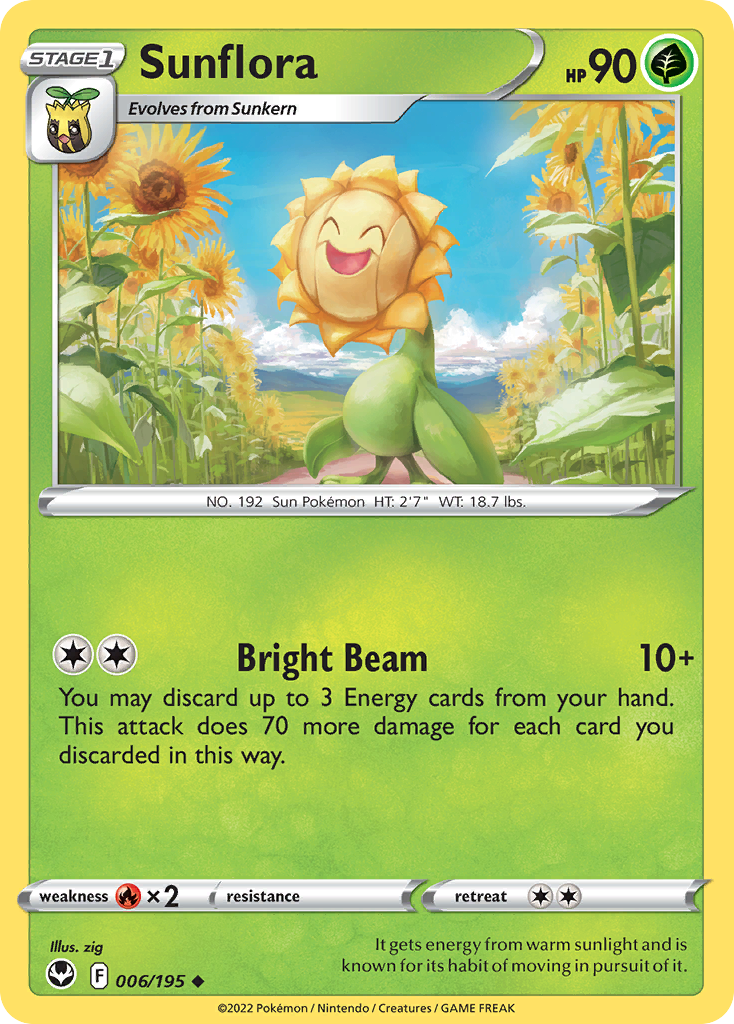 STAGE1
Sunflora
HP90
Evolves from Sunkern
NO. 192 Sun Pokémon HT: 2'7" WT: 18.7 lbs.
Bright Beam 10+
You may discard up to 3 Energy cards from your hand.
This attack does 70 more damage for each card you
discarded in this way.
weakness ×2 resistance retreat
Illus. zig
It gets energy from warm sunlight and is
known for its habit of moving in pursuit of it.
F 006/195
©2022 Pokémon / Nintendo / Creatures / GAME FREAK